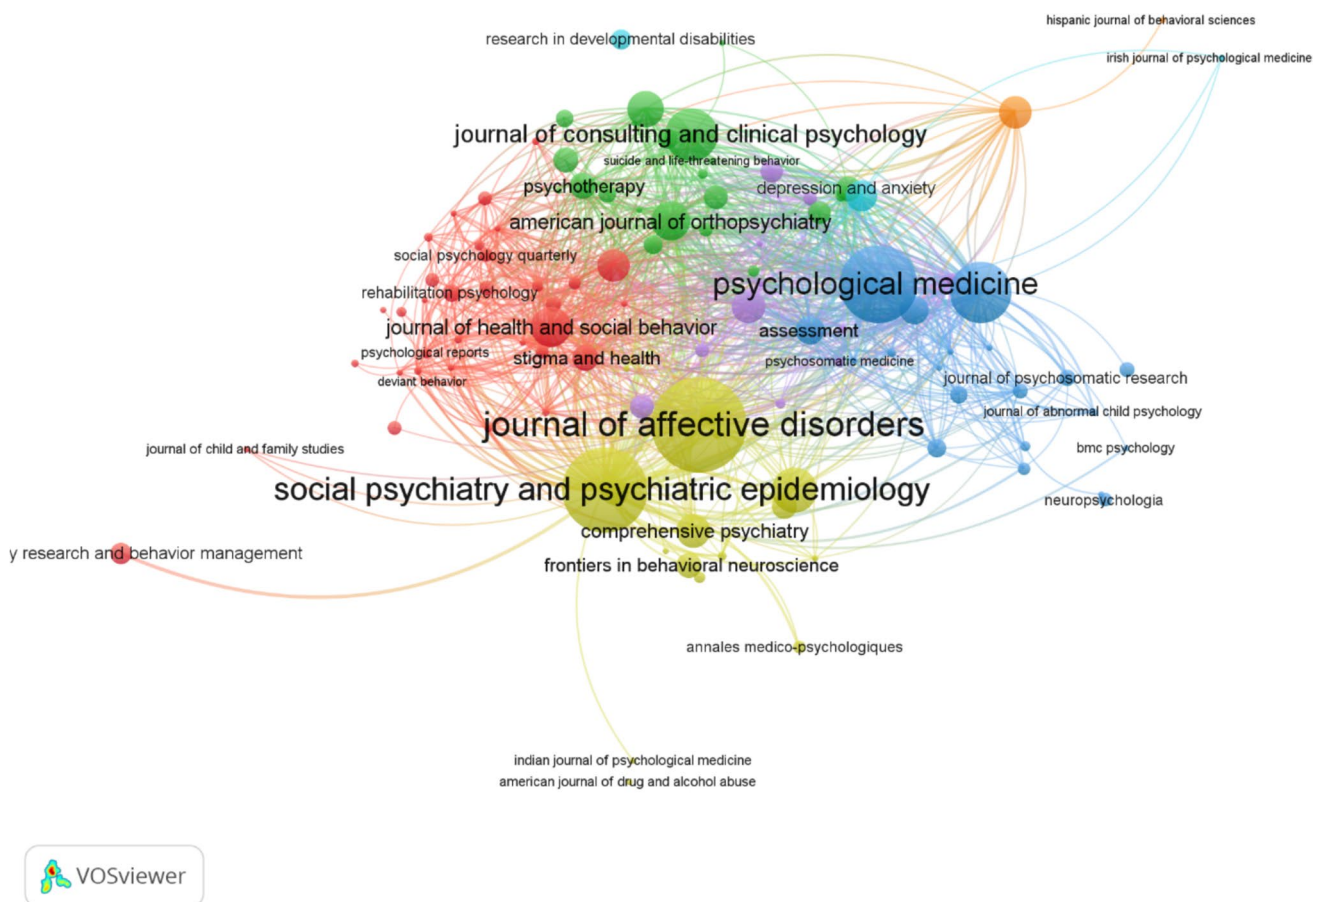 hispanic journal of behavioral sciences
research in developmental disabilities
irish journal of psychological medicine
journal of consulting and clinical psychology
suicide and life-threatening behavior
psychotherapy
depression and anxiety
american journal of orthopsychiatry
social psychology quarterly
psychological medicine
rehabilitation psychology
journal of health and social behavior
assessment
psychological reports
stigma and health
psychosomatic medicine
deviant behavior
journal of psychosomatic research
journal of abnormal child psychology
journal of affective disorders
journal of child and family studies
bmc psychology
social psychiatry and psychiatric epidemiology
neuropsychologia
comprehensive psychiatry
y research and behavior management
frontiers in behavioral neuroscience
annales medico-psychologiques
indian journal of psychological medicine
american journal of drug and alcohol abuse
VOSviewer